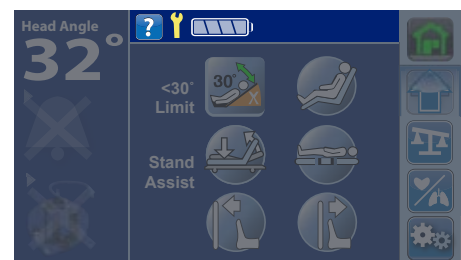 Head Angle
32°
?
<30°
Limit
30°
X
Stand
Assist